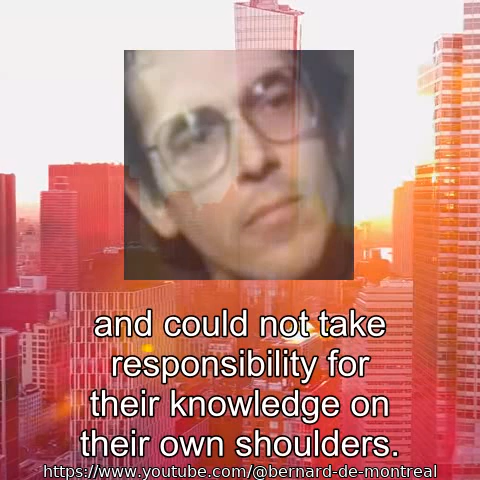 and could not take
responsibility for
their knowledge on
their own shoulders.
https://www.youtube.com/@bernard-de-montreal